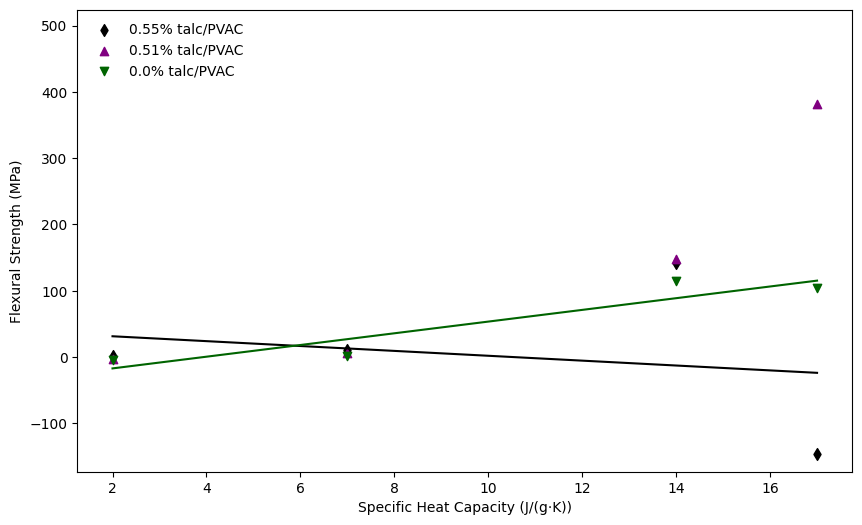 0.55% talc/PVAC
0.51% talc/PVAC
0.0% talc/PVAC
500
400
300
200
100
0
−100
Flexural Strength (MPa)
2 4 6 8 10 12 14 16
Specific Heat Capacity (J/(g·K))